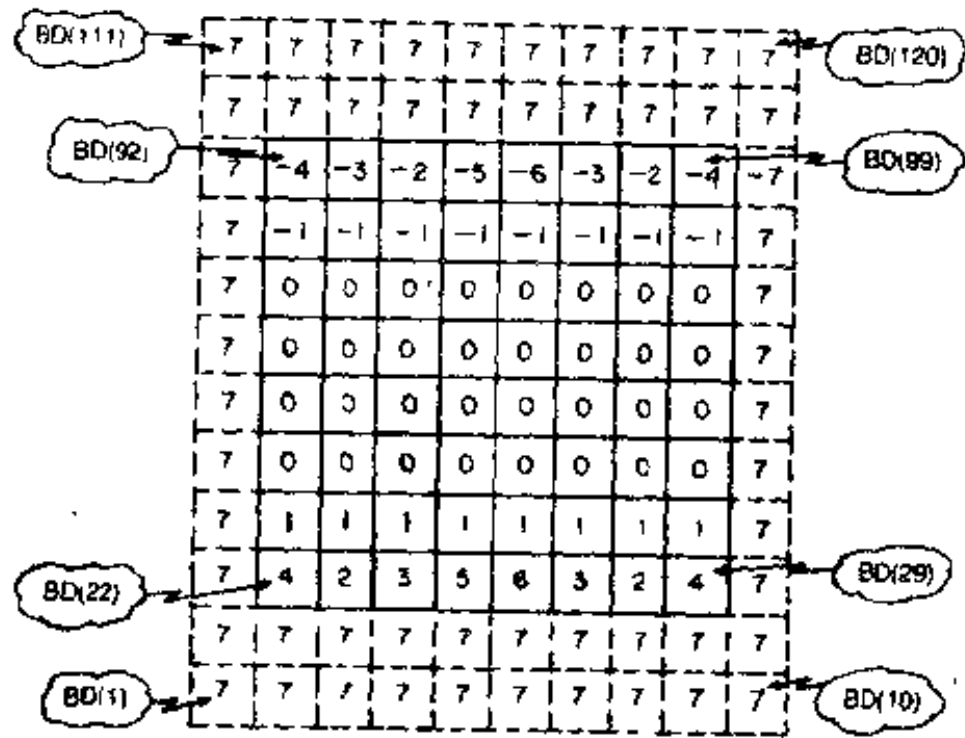 BD(111) 7 7 7 7 7 7 7 7 7 7 BD(120)
7 7 7 7 7 7 7 7 7 7
BD(92) 7 -4 -3 -2 -5 -6 -3 -2 -4 -7 BD(99)
7 -1 -1 -1 -1 -1 -1 -1 -1 7
7 0 0 0 0 0 0 0 0 7
7 0 0 0 0 0 0 0 0 7
7 0 0 0 0 0 0 0 0 7
7 0 0 0 0 0 0 0 0 7
7 1 1 1 1 1 1 1 1 7
BD(22) 7 4 2 3 5 6 3 2 4 7 BD(29)
7 7 7 7 7 7 7 7 7 7
BD(1) 7 7 7 7 7 7 7 7 7 7 BD(10)